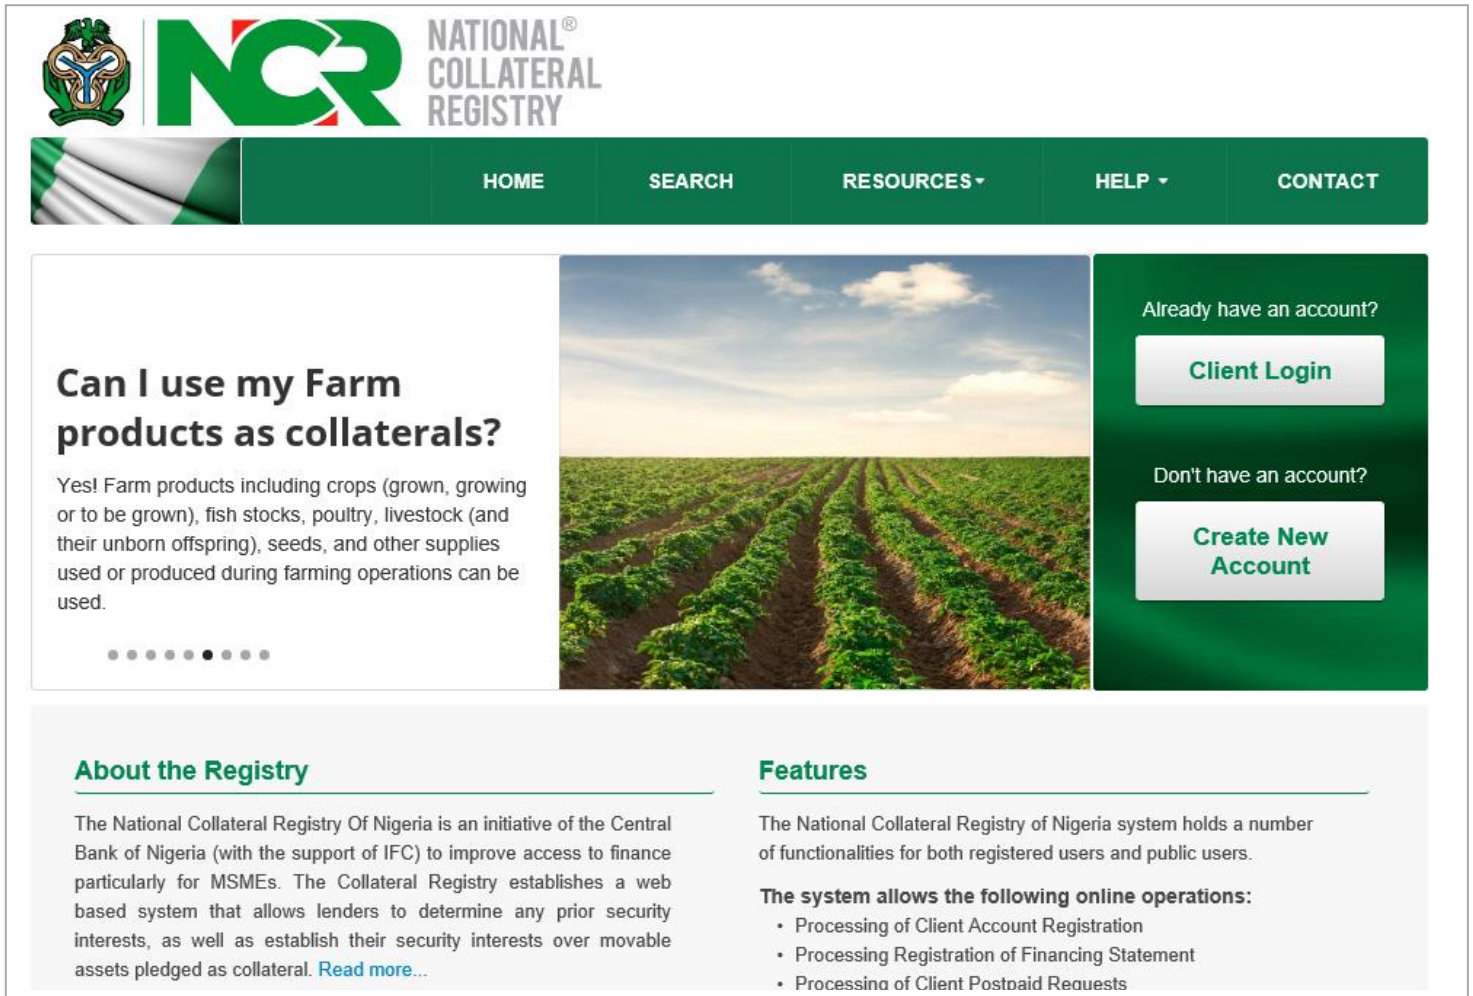 NCR
NATIONAL®
COLLATERAL
REGISTRY
HOME
SEARCH
RESOURCES
HELP
CONTACT
Can I use my Farm
products as collaterals?
Yes! Farm products including crops (grown, growing
or to be grown), fish stocks, poultry, livestock (and
their unborn offspring), seeds, and other supplies
used or produced during farming operations can be
used.
Already have an account?
Client Login
Don't have an account?
Create New
Account
About the Registry
The National Collateral Registry Of Nigeria is an initiative of the Central
Bank of Nigeria (with the support of IFC) to improve access to finance
particularly for MSMEs. The Collateral Registry establishes a web
based system that allows lenders to determine any prior security
interests, as well as establish their security interests over movable
assets pledged as collateral. Read more...
Features
The National Collateral Registry of Nigeria system holds a number
of functionalities for both registered users and public users.
The system allows the following online operations:
• Processing of Client Account Registration
• Processing Registration of Financing Statement
• Processing of Client Postpaid Requests